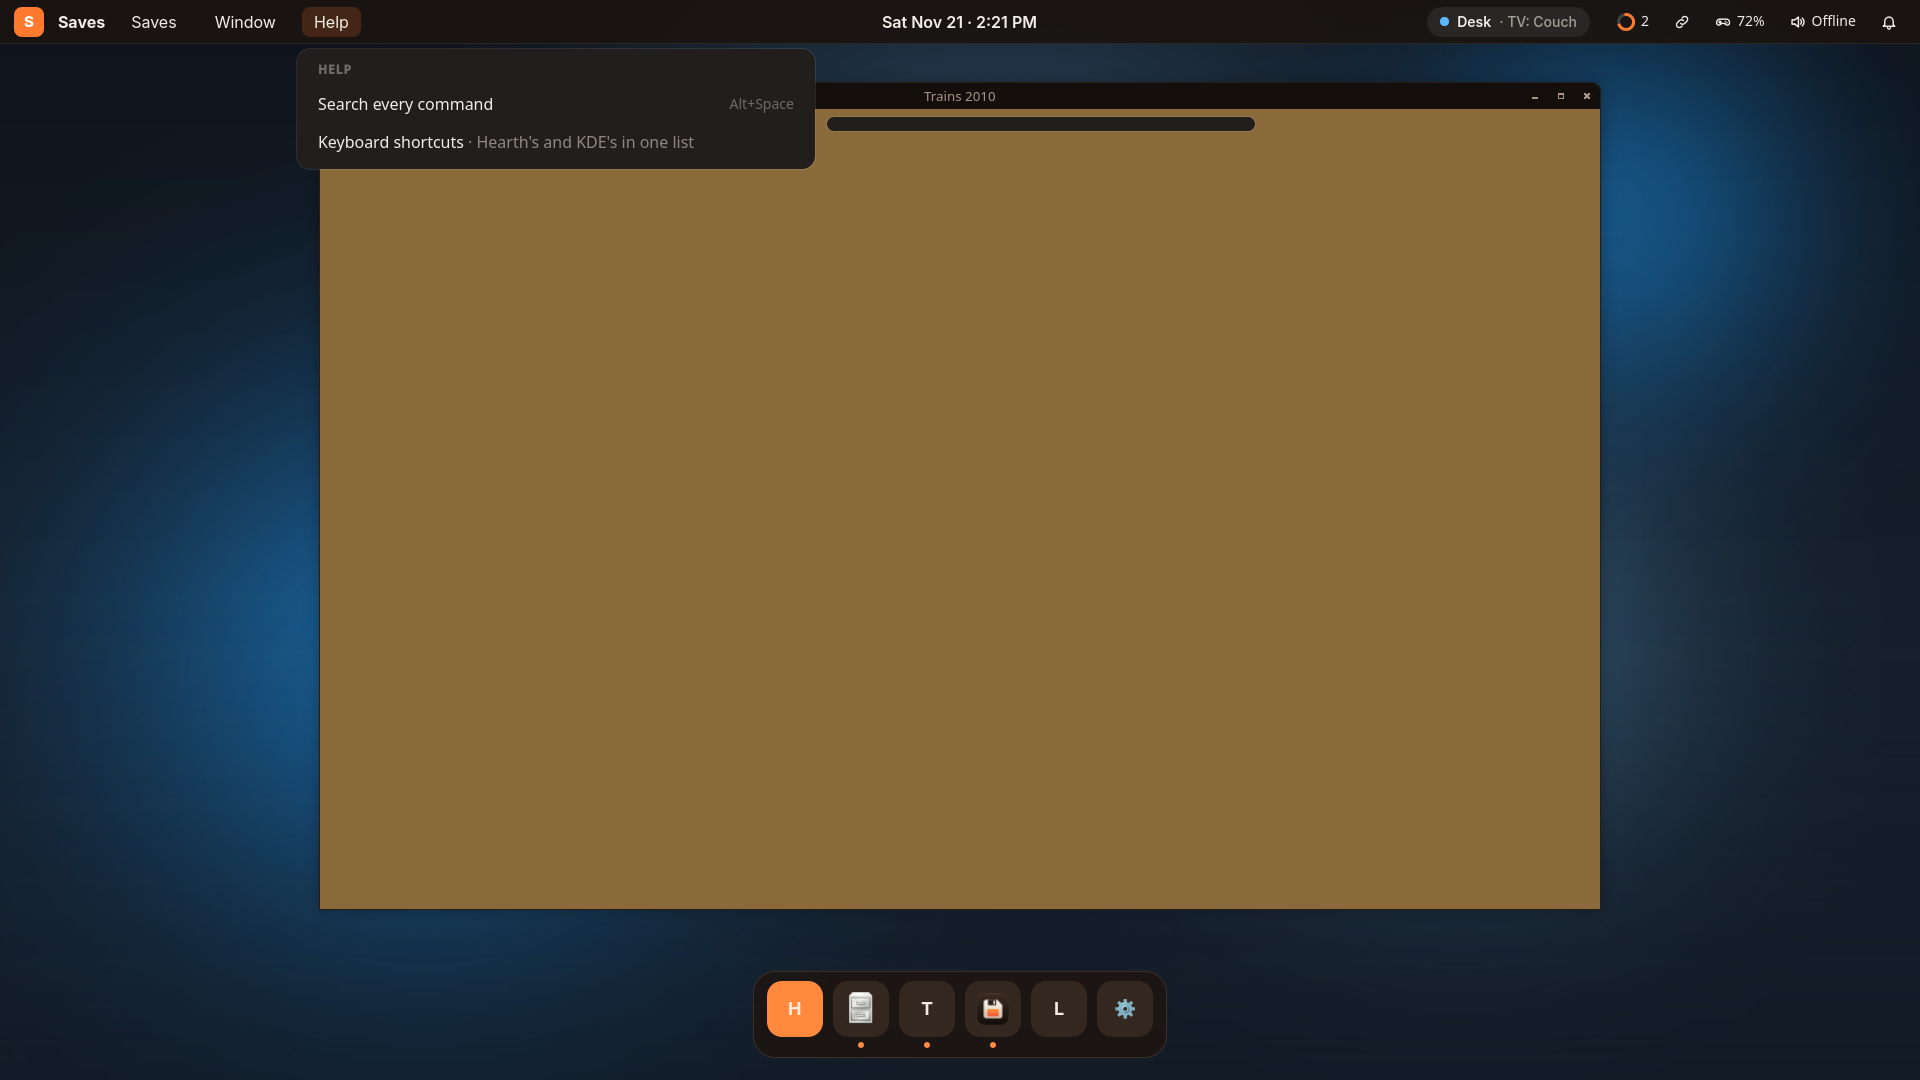 S Saves Saves Window Help Sat Nov 21 · 2:21 PM Desk · TV: Couch 2 72% Offline
HELP
Search every command Alt+Space
Keyboard shortcuts · Hearth's and KDE's in one list
Trains 2010
H T L